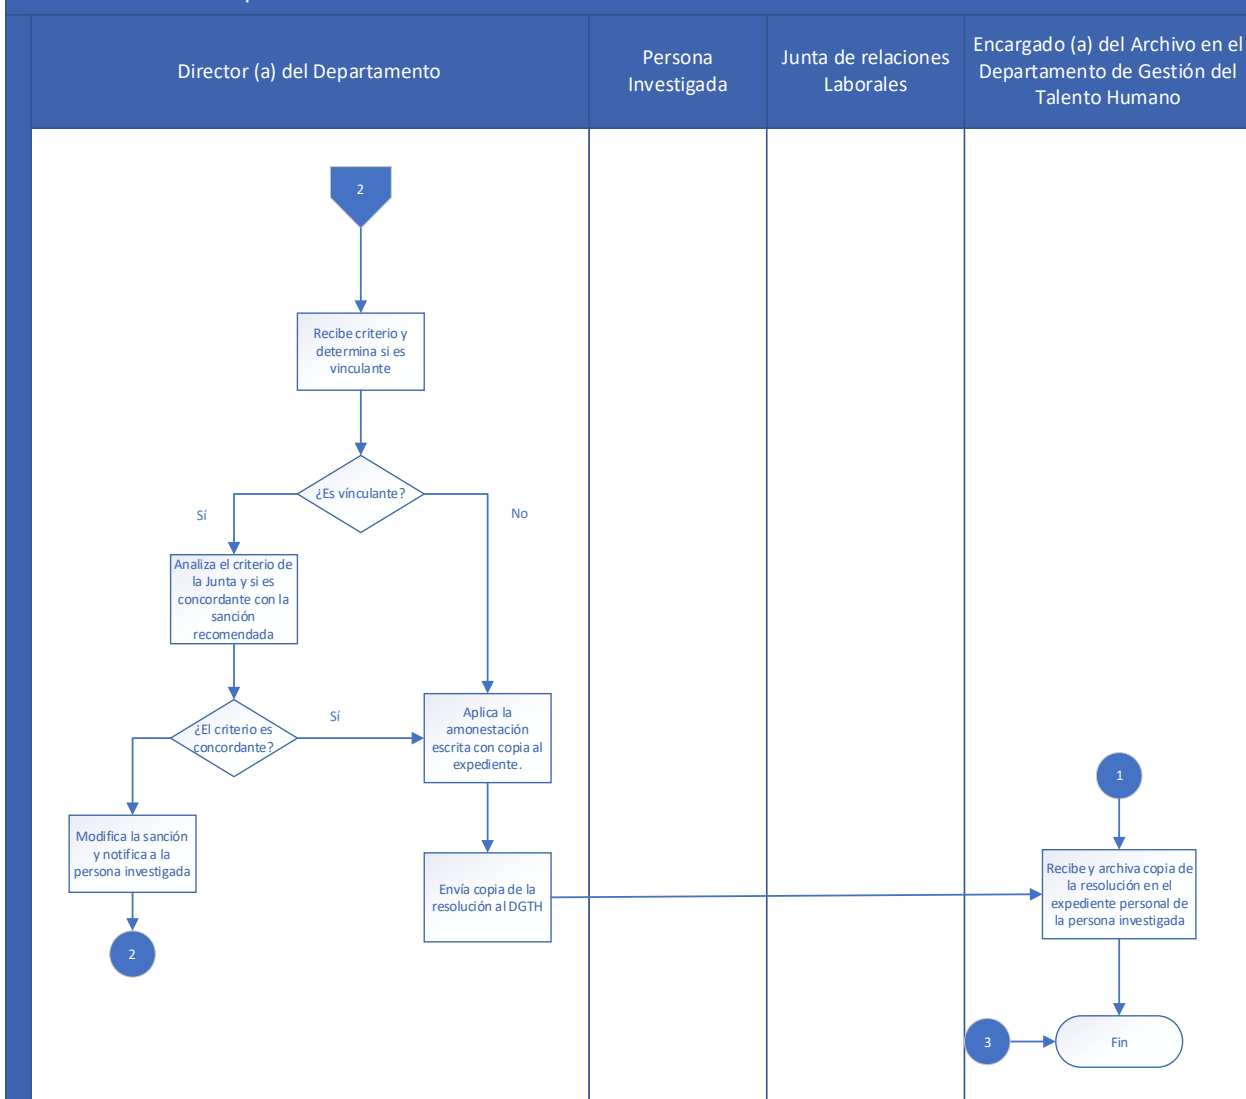 Director (a) del Departamento
Persona
Investigada
Junta de relaciones
Laborales
Encargado (a) del Archivo en el
Departamento de Gestión del
Talento Humano
2
Recibe criterio y
determina si es
vinculante
¿Es vínculante?
Sí
No
Analiza el criterio de
la Junta y si es
concordante con la
sanción
recomendada
¿El criterio es
concordante?
Sí
Aplica la
amonestación
escrita con copia al
expediente.
Modifica la sanción
y notifica a la
persona investigada
2
Envía copia de la
resolución al DGTH
1
Recibe y archiva copia de
la resolución en el
expediente personal de
la persona investigada
3
Fin